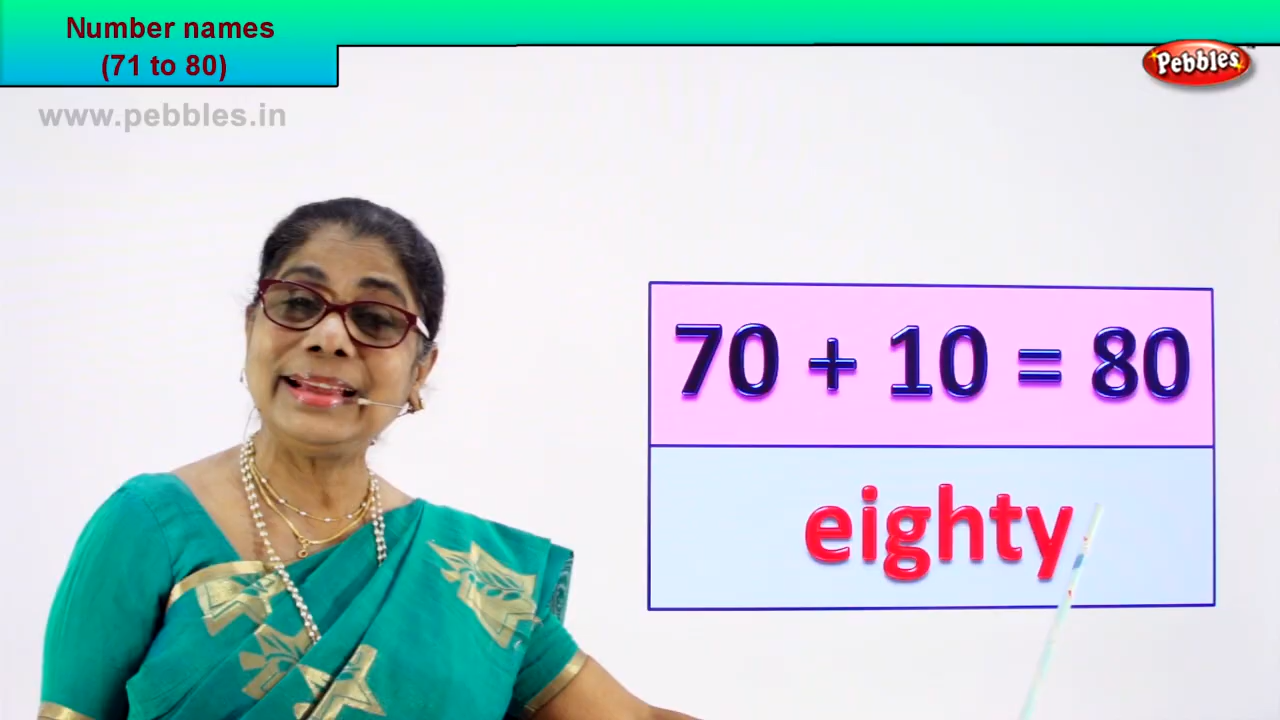 Number names
(71 to 80)
Pebbles
www.pebbles.in
70 + 10 = 80
eighty